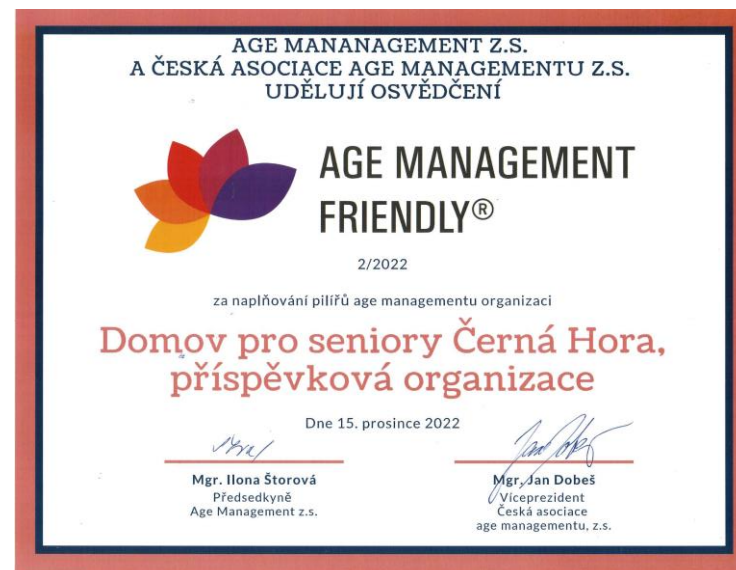 AGE MANANAGEMENT Z.S.
A ČESKÁ ASOCIACE AGE MANAGEMENTU Z.S.
UDĚLUJÍ OSVĚDČENÍ
AGE MANAGEMENT
FRIENDLY®
2/2022
za naplňování pilířů age managementu organizaci
Domov pro seniory Černá Hora,
příspěvková organizace
Dne 15. prosince 2022
Mgr. Ilona Štorová
Předsedkyně
Age Management z.s.
Mgr. Jan Dobeš
Víceprezident
Česká asociace
age managementu, z.s.